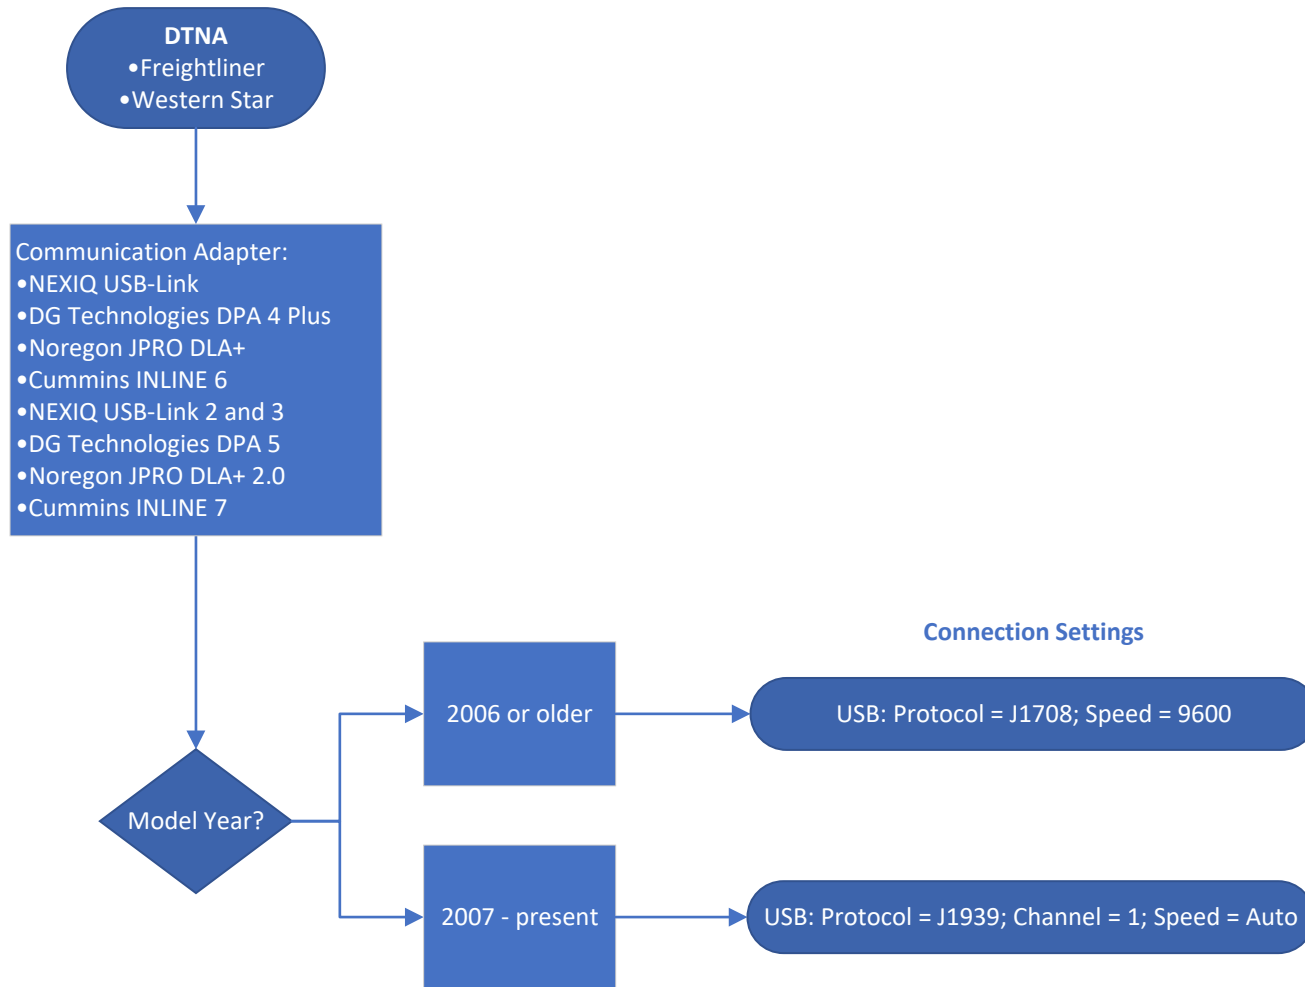 DTNA
•Freightliner
•Western Star
Communication Adapter:
•NEXIQ USB-Link
•DG Technologies DPA 4 Plus
•Noregon JPRO DLA+
•Cummins INLINE 6
•NEXIQ USB-Link 2 and 3
•DG Technologies DPA 5
•Noregon JPRO DLA+ 2.0
•Cummins INLINE 7
Model Year?
Connection Settings
2006 or older
USB: Protocol = J1708; Speed = 9600
2007 - present
USB: Protocol = J1939; Channel = 1; Speed = Auto